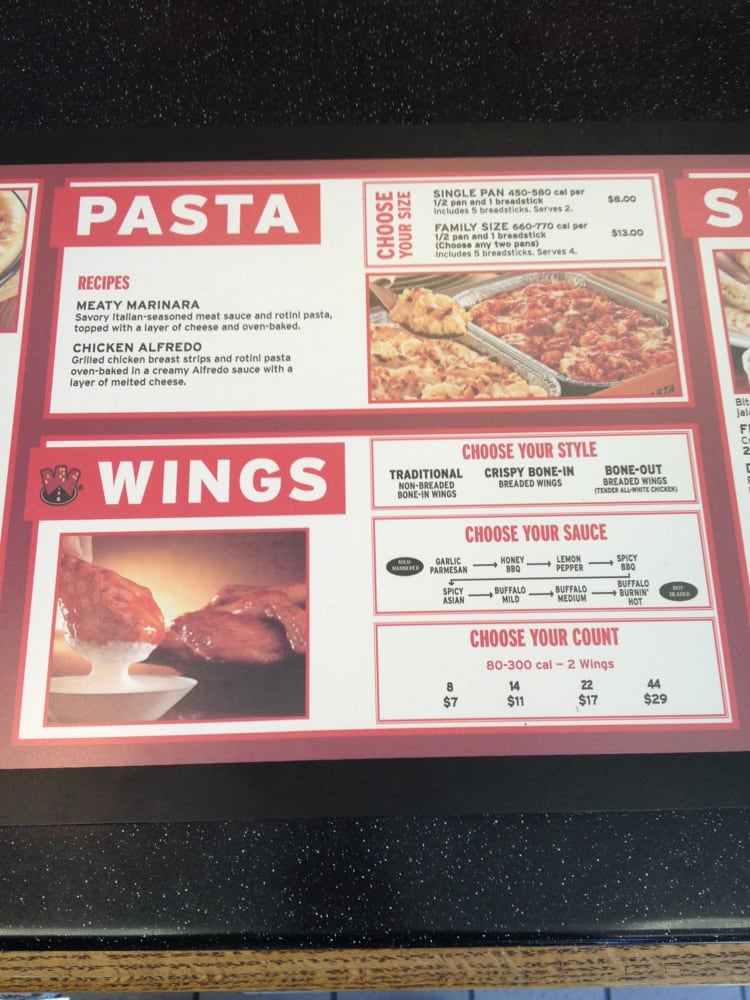 PASTA
RECIPES
MEATY MARINARA
Savory Italian-seasoned meat sauce and rotini pasta,
topped with a layer of cheese and oven-baked.
CHICKEN ALFREDO
Grilled chicken breast strips and rotini pasta
oven-baked in a creamy Alfredo sauce with a
layer of melted cheese.
CHOOSE
YOUR SIZE
SINGLE PAN 450-580 cal per
1/2 pan and 1 breadstick
Includes 5 breadsticks. Serves 2.
$8.00
FAMILY SIZE 660-770 cal per
1/2 pan and 1 breadstick
(Choose any two pans)
Includes 5 breadsticks. Serves 4.
$13.00
WINGS
CHOOSE YOUR STYLE
TRADITIONAL
NON-BREADED
BONE-IN WINGS
CRISPY BONE-IN
BREADED WINGS
BONE-OUT
BREADED WINGS
(TENDER ALL-WHITE CHICKEN)
CHOOSE YOUR SAUCE
MILD-
MANNERED
GARLIC
PARMESAN
HONEY
BBQ
LEMON
PEPPER
SPICY
BBQ
SPICY
ASIAN
BUFFALO
MILD
BUFFALO
MEDIUM
BUFFALO
BURNIN'
HOT
HOT-
HEADED
CHOOSE YOUR COUNT
80-300 cal – 2 Wings
8 14 22 44
$7 $11 $17 $29
S